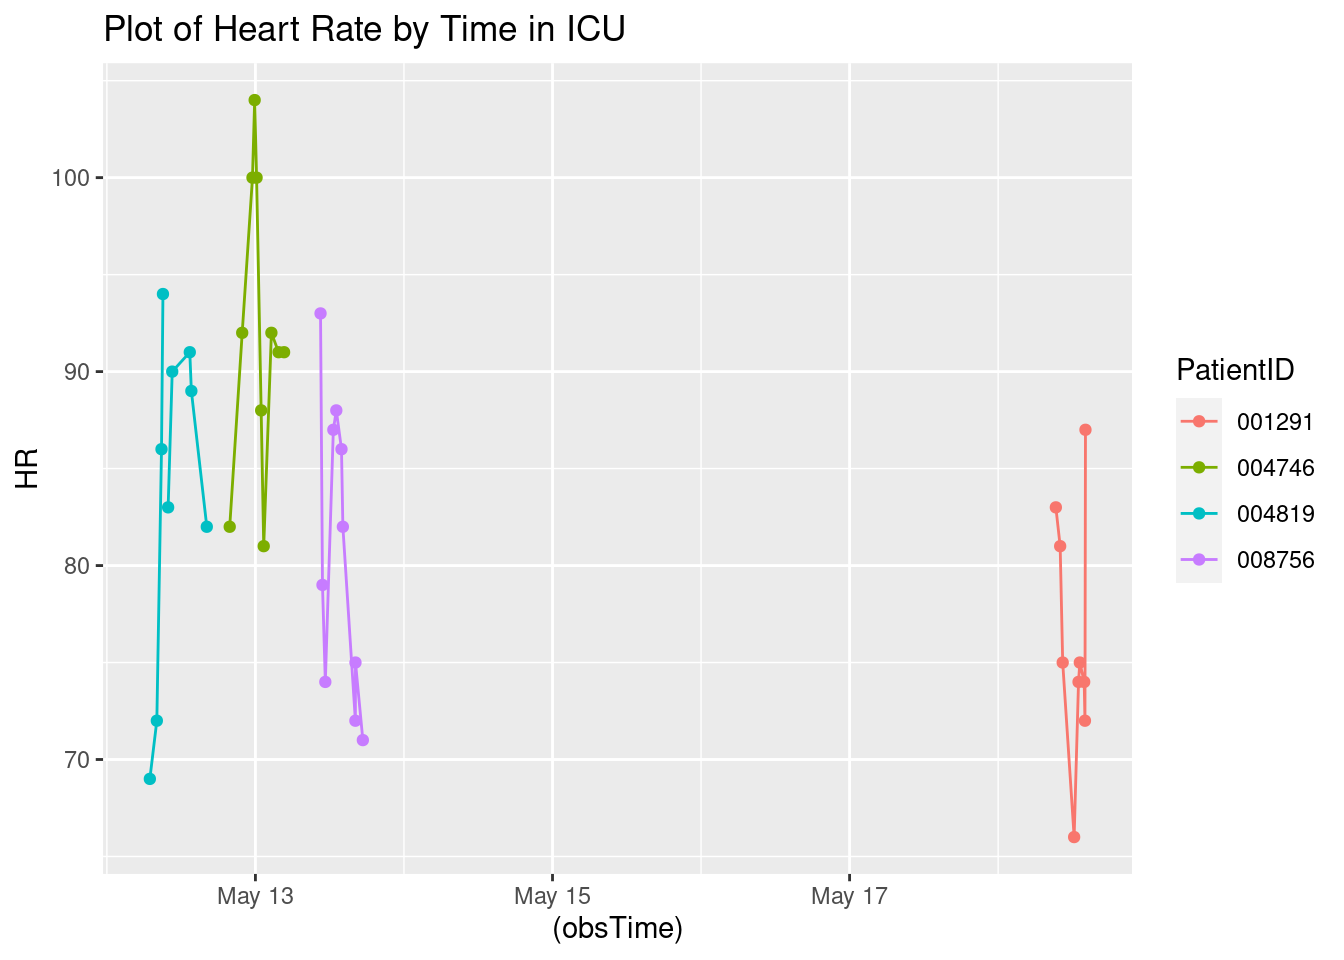 Plot of Heart Rate by Time in ICU
HR
100
90
80
70
May 13
May 15
May 17
(obsTime)
PatientID
001291
004746
004819
008756